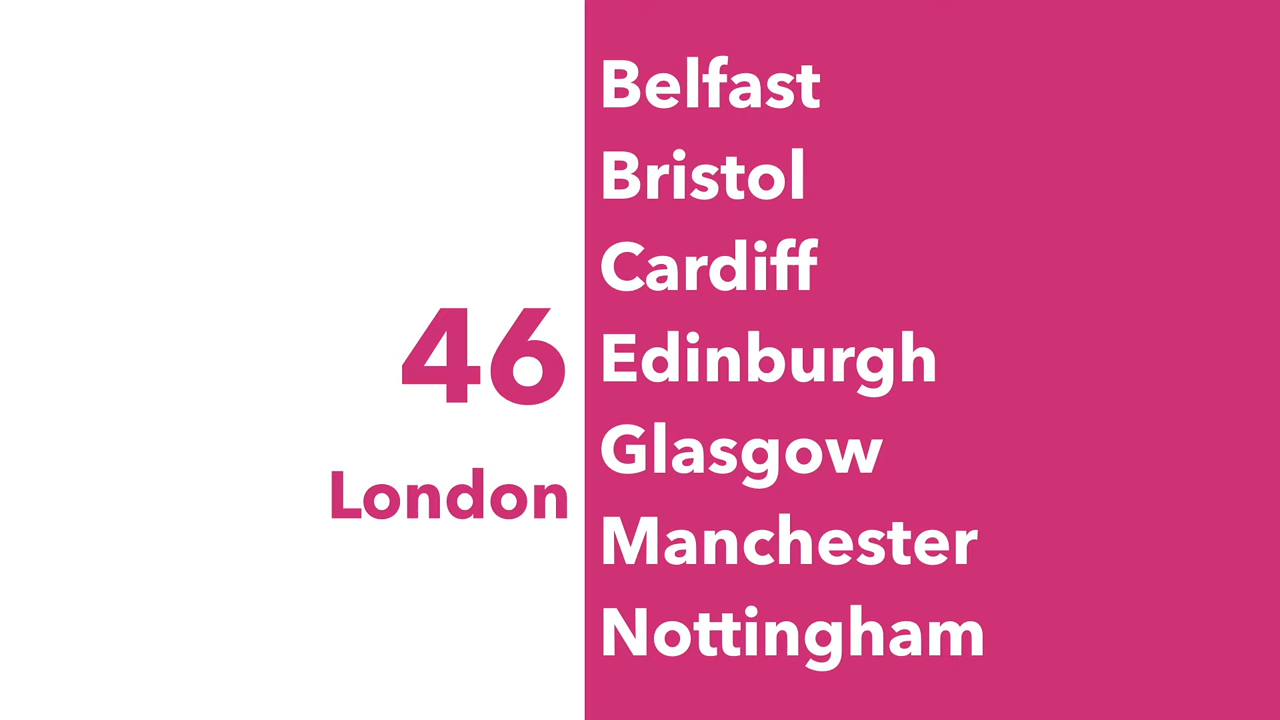 46
London
Belfast
Bristol
Cardiff
Edinburgh
Glasgow
Manchester
Nottingham